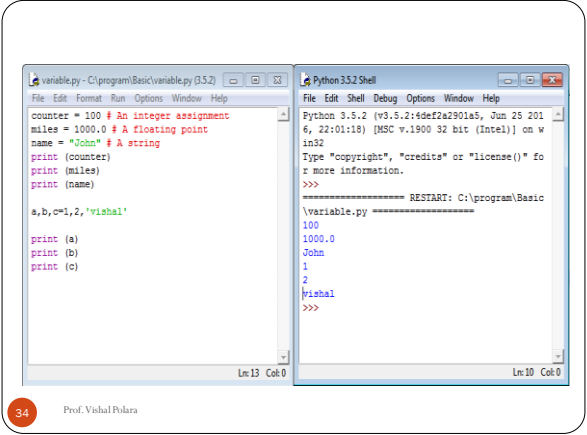 variable.py - C:\program\Basic\variable.py (3.5.2)
File Edit Format Run Options Window Help
counter = 100 # An integer assignment
miles = 1000.0 # A floating point
name = "John" # A string
print (counter)
print (miles)
print (name)
a,b,c=1,2,'vishal'
print (a)
print (b)
print (c)
Ln: 13 Col: 0
Python 3.5.2 Shell
File Edit Shell Debug Options Window Help
Python 3.5.2 (v3.5.2:4def2a2901a5, Jun 25 201
6, 22:01:18) [MSC v.1900 32 bit (Intel)] on w
in32
Type "copyright", "credits" or "license()" fo
r more information.
>>>
=================== RESTART: C:\program\Basic
\variable.py ===================
100
1000.0
John
1
2
vishal
>>>
Ln: 10 Col: 0
34
Prof. Vishal Polara